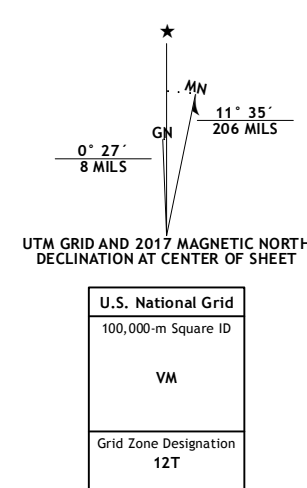 ★
MN
GN
11° 35´
206 MILS
0° 27´
8 MILS
UTM GRID AND 2017 MAGNETIC NORTH
DECLINATION AT CENTER OF SHEET
U.S. National Grid
100,000-m Square ID
VM
Grid Zone Designation
12T